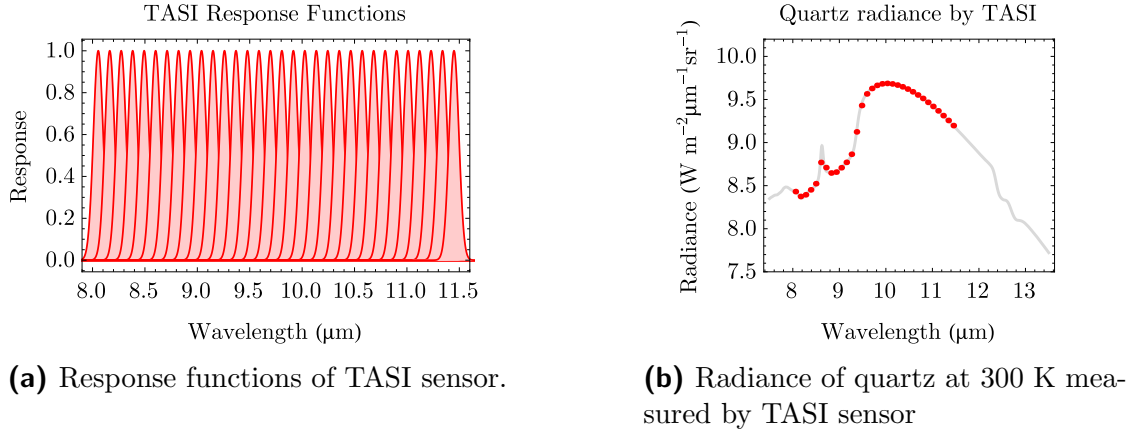 TASI Response Functions
1.0
0.8
0.6
0.4
0.2
0.0
Response
8.0 8.5 9.0 9.5 10.0 10.5 11.0 11.5
Wavelength (μm)
(a) Response functions of TASI sensor.
Quartz radiance by TASI
10.0
9.5
9.0
8.5
8.0
7.5
Radiance (W m⁻²μm⁻¹sr⁻¹)
8 9 10 11 12 13
Wavelength (μm)
(b) Radiance of quartz at 300 K mea-
sured by TASI sensor